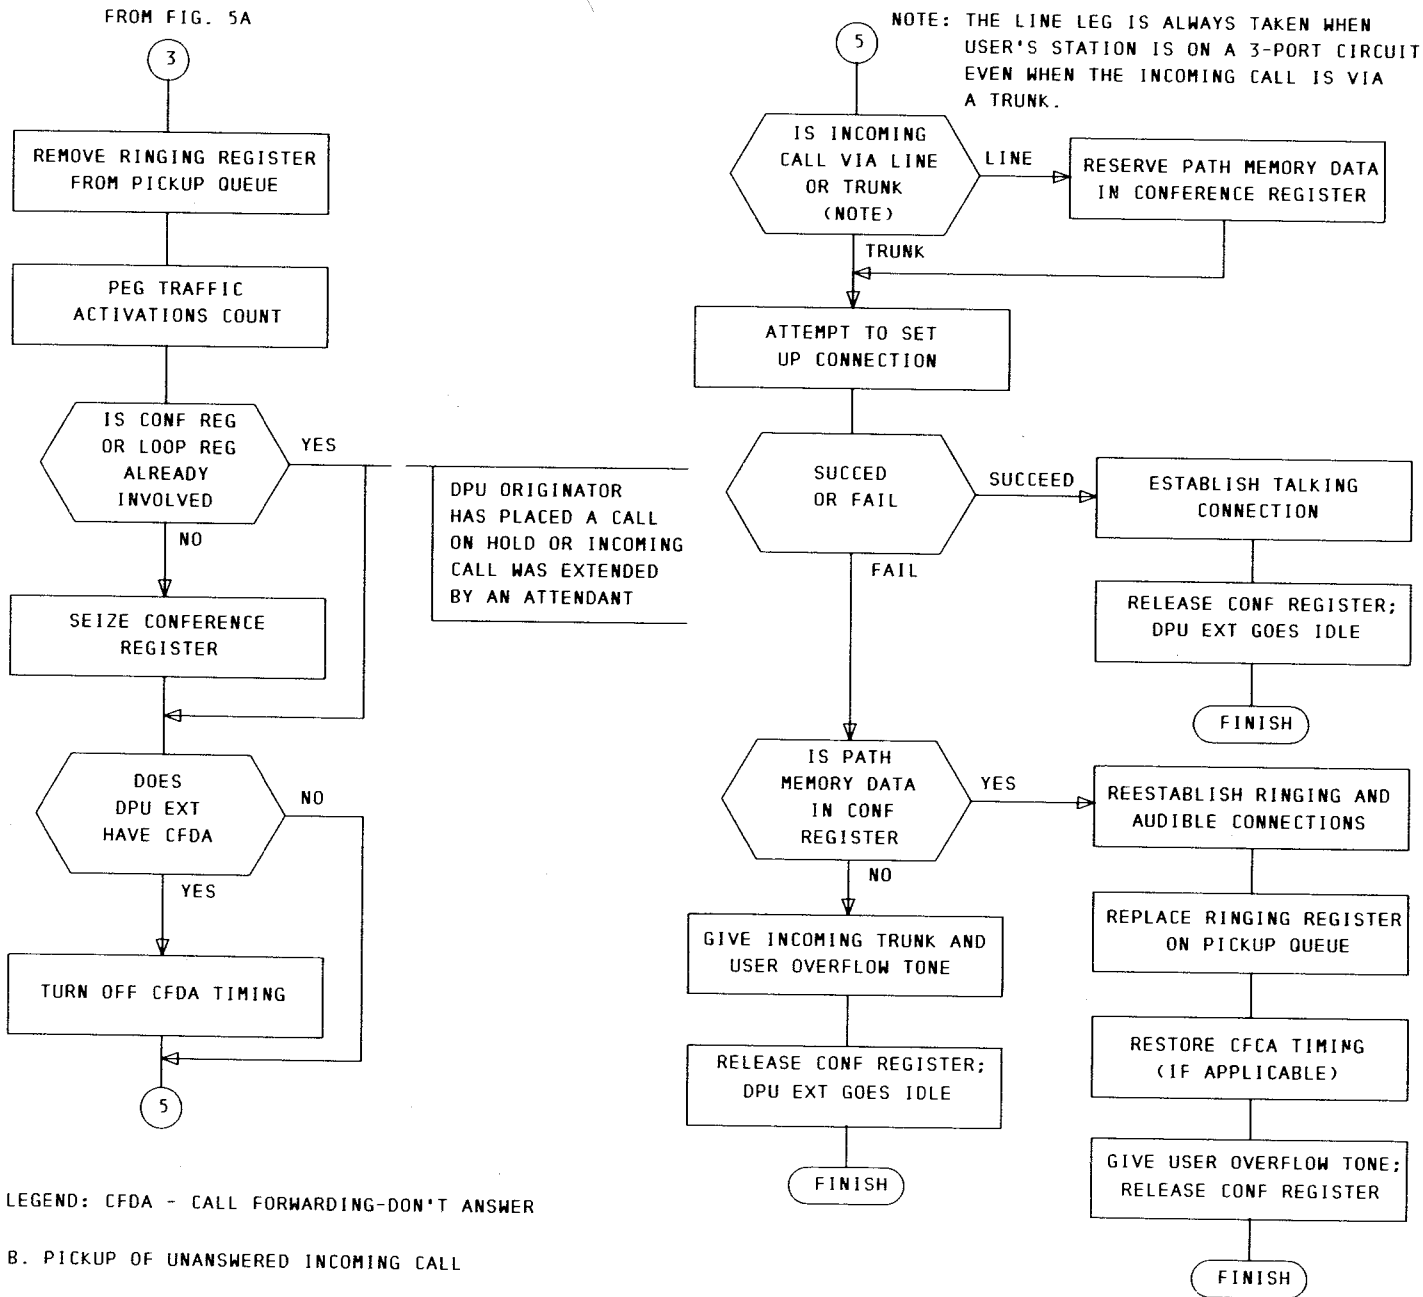 FROM FIG. 5A
3
REMOVE RINGING REGISTER
FROM PICKUP QUEUE
PEG TRAFFIC
ACTIVATIONS COUNT
IS CONF REG
OR LOOP REG
ALREADY
INVOLVED
YES
NO
DPU ORIGINATOR
HAS PLACED A CALL
ON HOLD OR INCOMING
CALL WAS EXTENDED
BY AN ATTENDANT
SEIZE CONFERENCE
REGISTER
DOES
DPU EXT
HAVE CFDA
NO
YES
TURN OFF CFDA TIMING
5
LEGEND: CFDA - CALL FORWARDING-DON'T ANSWER
B. PICKUP OF UNANSWERED INCOMING CALL
5
NOTE: THE LINE LEG IS ALWAYS TAKEN WHEN
USER'S STATION IS ON A 3-PORT CIRCUIT
EVEN WHEN THE INCOMING CALL IS VIA
A TRUNK.
IS INCOMING
CALL VIA LINE
OR TRUNK
(NOTE)
LINE
RESERVE PATH MEMORY DATA
IN CONFERENCE REGISTER
TRUNK
ATTEMPT TO SET
UP CONNECTION
SUCCED
OR FAIL
SUCCEED
ESTABLISH TALKING
CONNECTION
FAIL
RELEASE CONF REGISTER;
DPU EXT GOES IDLE
FINISH
IS PATH
MEMORY DATA
IN CONF
REGISTER
YES
REESTABLISH RINGING AND
AUDIBLE CONNECTIONS
NO
GIVE INCOMING TRUNK AND
USER OVERFLOW TONE
REPLACE RINGING REGISTER
ON PICKUP QUEUE
RELEASE CONF REGISTER;
DPU EXT GOES IDLE
RESTORE CFCA TIMING
(IF APPLICABLE)
FINISH
GIVE USER OVERFLOW TONE;
RELEASE CONF REGISTER
FINISH